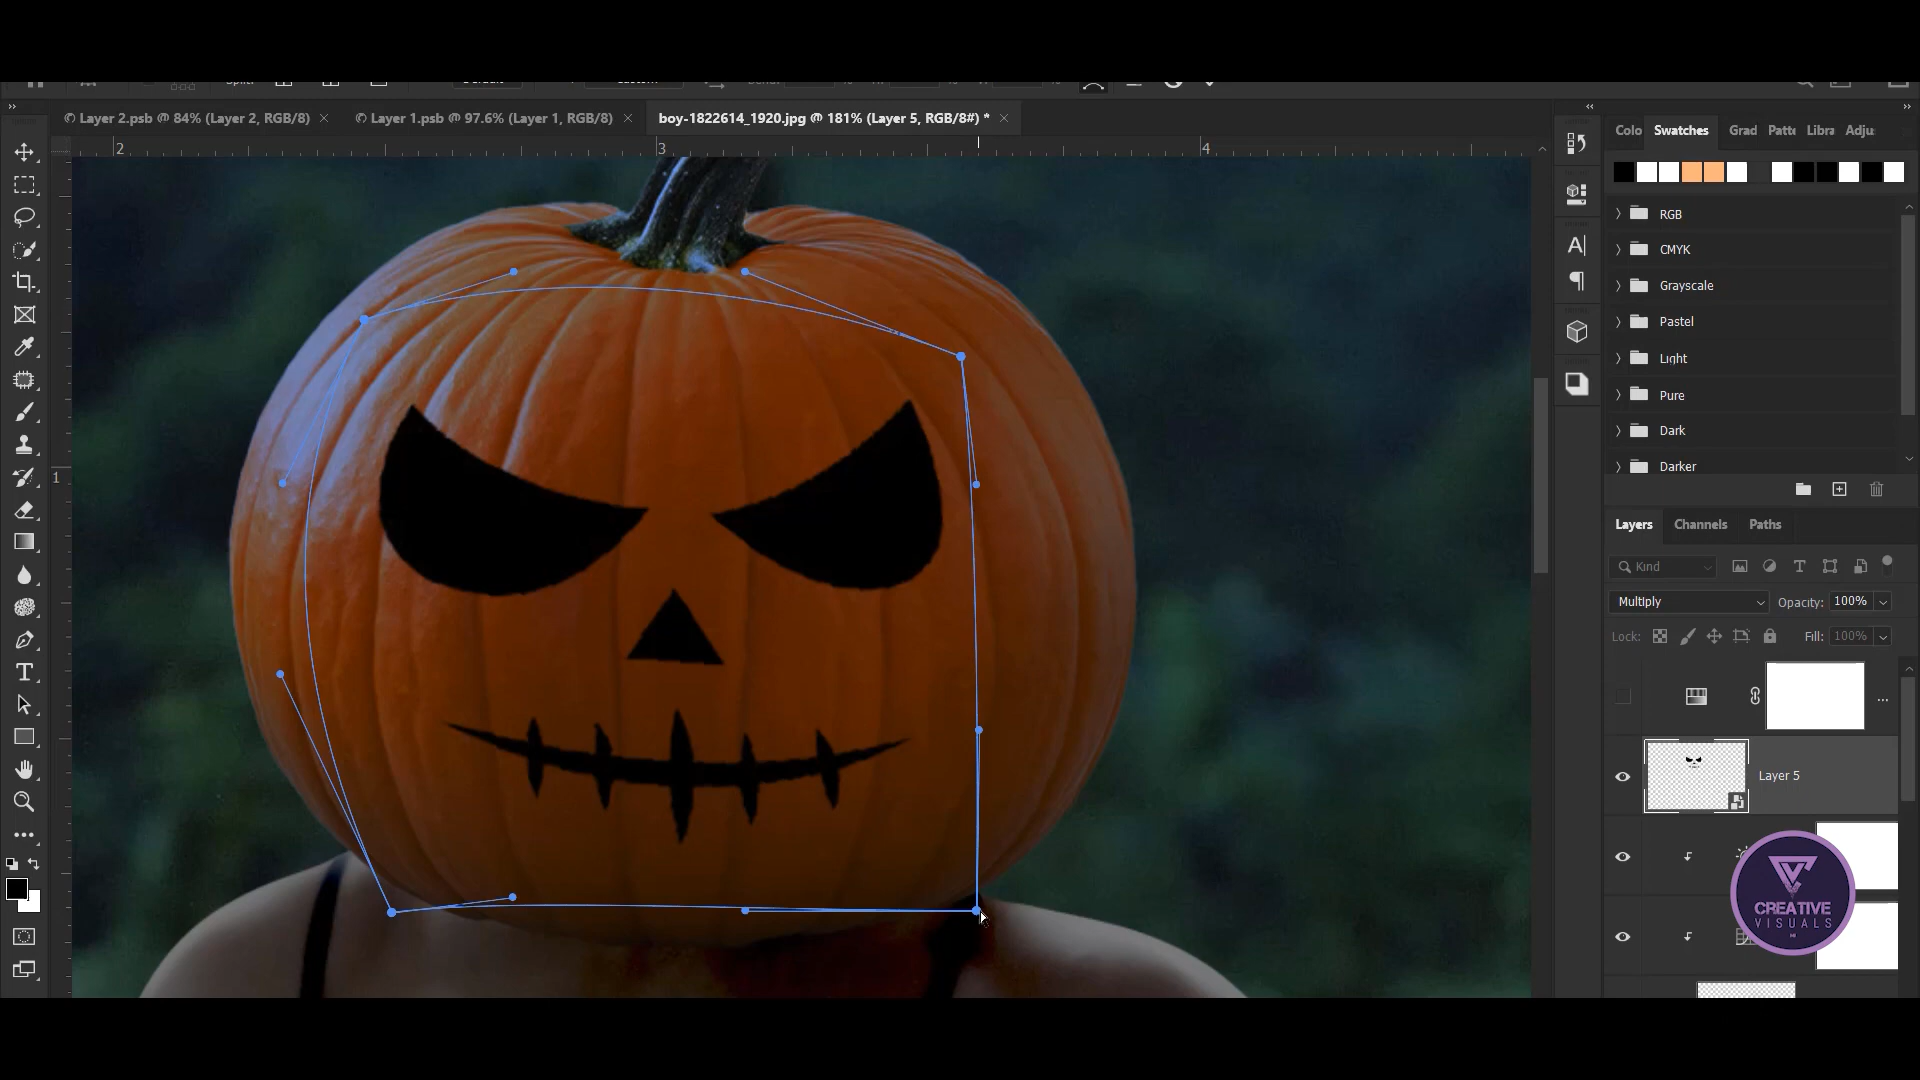 Layer 2.psb @ 84% (Layer 2, RGB/8)
Layer 1.psb @ 97.6% (Layer 1, RGB/8)
boy-1822614_1920.jpg @ 181% (Layer 5, RGB/8#) *
2
3
4
1
Colo
Swatches
Grad
Patt
Libra
Adju
RGB
CMYK
Grayscale
Pastel
Light
Pure
Dark
Darker
Layers
Channels
Paths
Kind
Multiply
Opacity: 100%
Lock:
Fill: 100%
Layer 5
CREATIVE
VISUALS